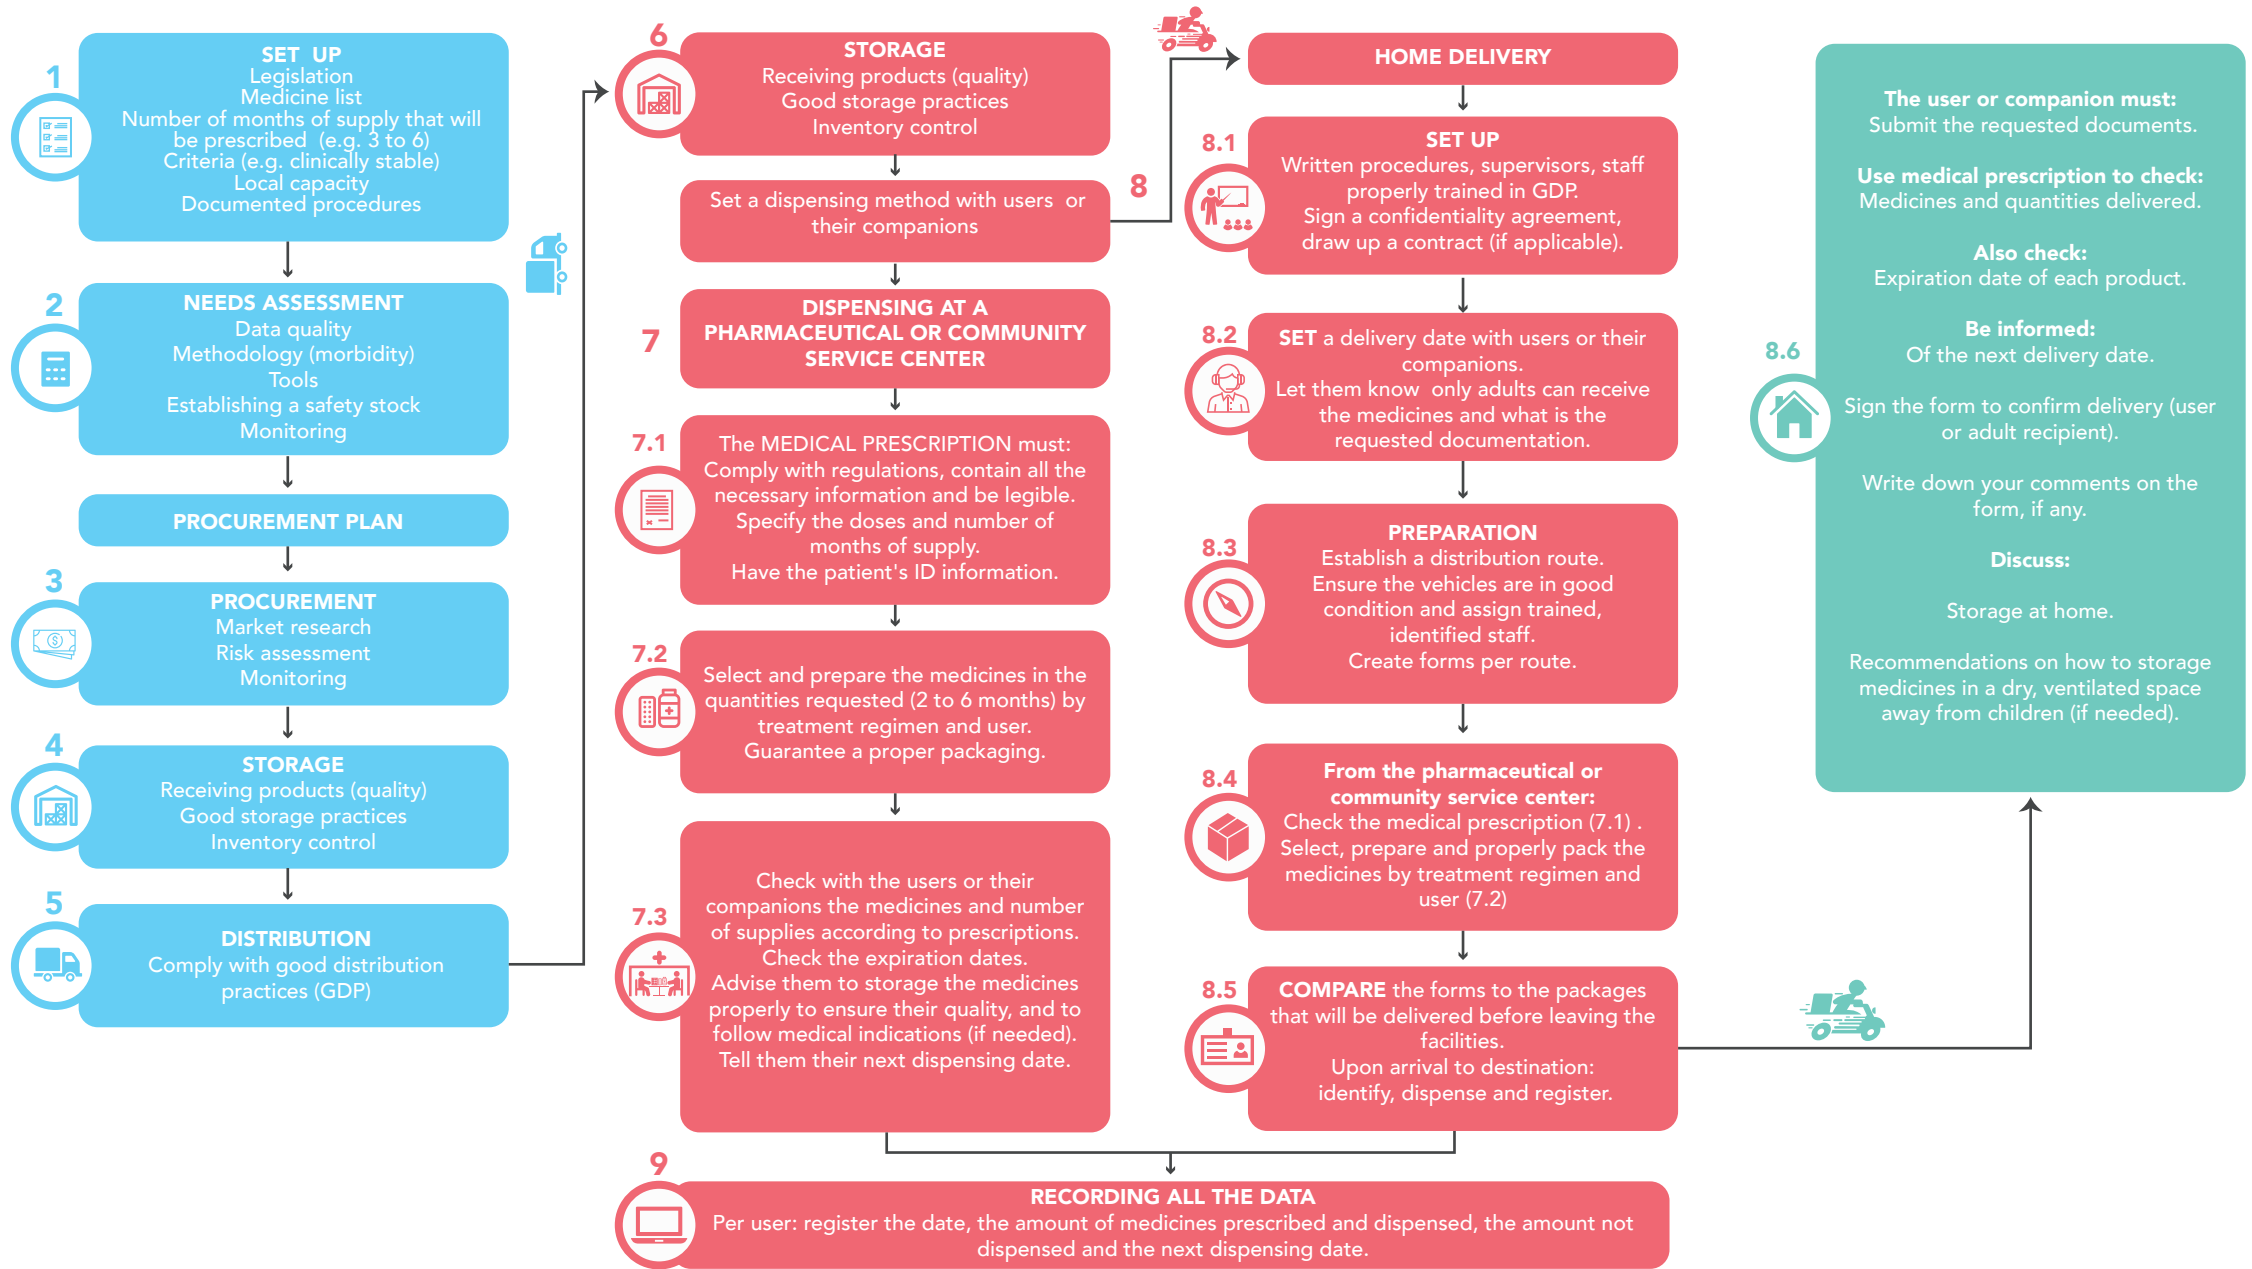 1
SET UP
Legislation
Medicine list
Number of months of supply that will
be prescribed (e.g. 3 to 6)
Criteria (e.g. clinically stable)
Local capacity
Documented procedures
2
NEEDS ASSESSMENT
Data quality
Methodology (morbidity)
Tools
Establishing a safety stock
Monitoring
PROCUREMENT PLAN
3
PROCUREMENT
Market research
Risk assessment
Monitoring
4
STORAGE
Receiving products (quality)
Good storage practices
Inventory control
5
DISTRIBUTION
Comply with good distribution
practices (GDP)
6
STORAGE
Receiving products (quality)
Good storage practices
Inventory control
Set a dispensing method with users or
their companions
7
DISPENSING AT A
PHARMACEUTICAL OR COMMUNITY
SERVICE CENTER
7.1
The MEDICAL PRESCRIPTION must:
Comply with regulations, contain all the
necessary information and be legible.
Specify the doses and number of
months of supply.
Have the patient's ID information.
7.2
Select and prepare the medicines in the
quantities requested (2 to 6 months) by
treatment regimen and user.
Guarantee a proper packaging.
7.3
Check with the users or their
companions the medicines and number
of supplies according to prescriptions.
Check the expiration dates.
Advise them to storage the medicines
properly to ensure their quality, and to
follow medical indications (if needed).
Tell them their next dispensing date.
8
HOME DELIVERY
8.1
SET UP
Written procedures, supervisors, staff
properly trained in GDP.
Sign a confidentiality agreement,
draw up a contract (if applicable).
8.2
SET a delivery date with users or their
companions.
Let them know only adults can receive
the medicines and what is the
requested documentation.
8.3
PREPARATION
Establish a distribution route.
Ensure the vehicles are in good
condition and assign trained,
identified staff.
Create forms per route.
8.4
From the pharmaceutical or
community service center:
Check the medical prescription (7.1) .
Select, prepare and properly pack the
medicines by treatment regimen and
user (7.2)
8.5
COMPARE the forms to the packages
that will be delivered before leaving the
facilities.
Upon arrival to destination:
identify, dispense and register.
8.6
The user or companion must:
Submit the requested documents.
Use medical prescription to check:
Medicines and quantities delivered.
Also check:
Expiration date of each product.
Be informed:
Of the next delivery date.
Sign the form to confirm delivery (user
or adult recipient).
Write down your comments on the
form, if any.
Discuss:
Storage at home.
Recommendations on how to storage
medicines in a dry, ventilated space
away from children (if needed).
9
RECORDING ALL THE DATA
Per user: register the date, the amount of medicines prescribed and dispensed, the amount not
dispensed and the next dispensing date.